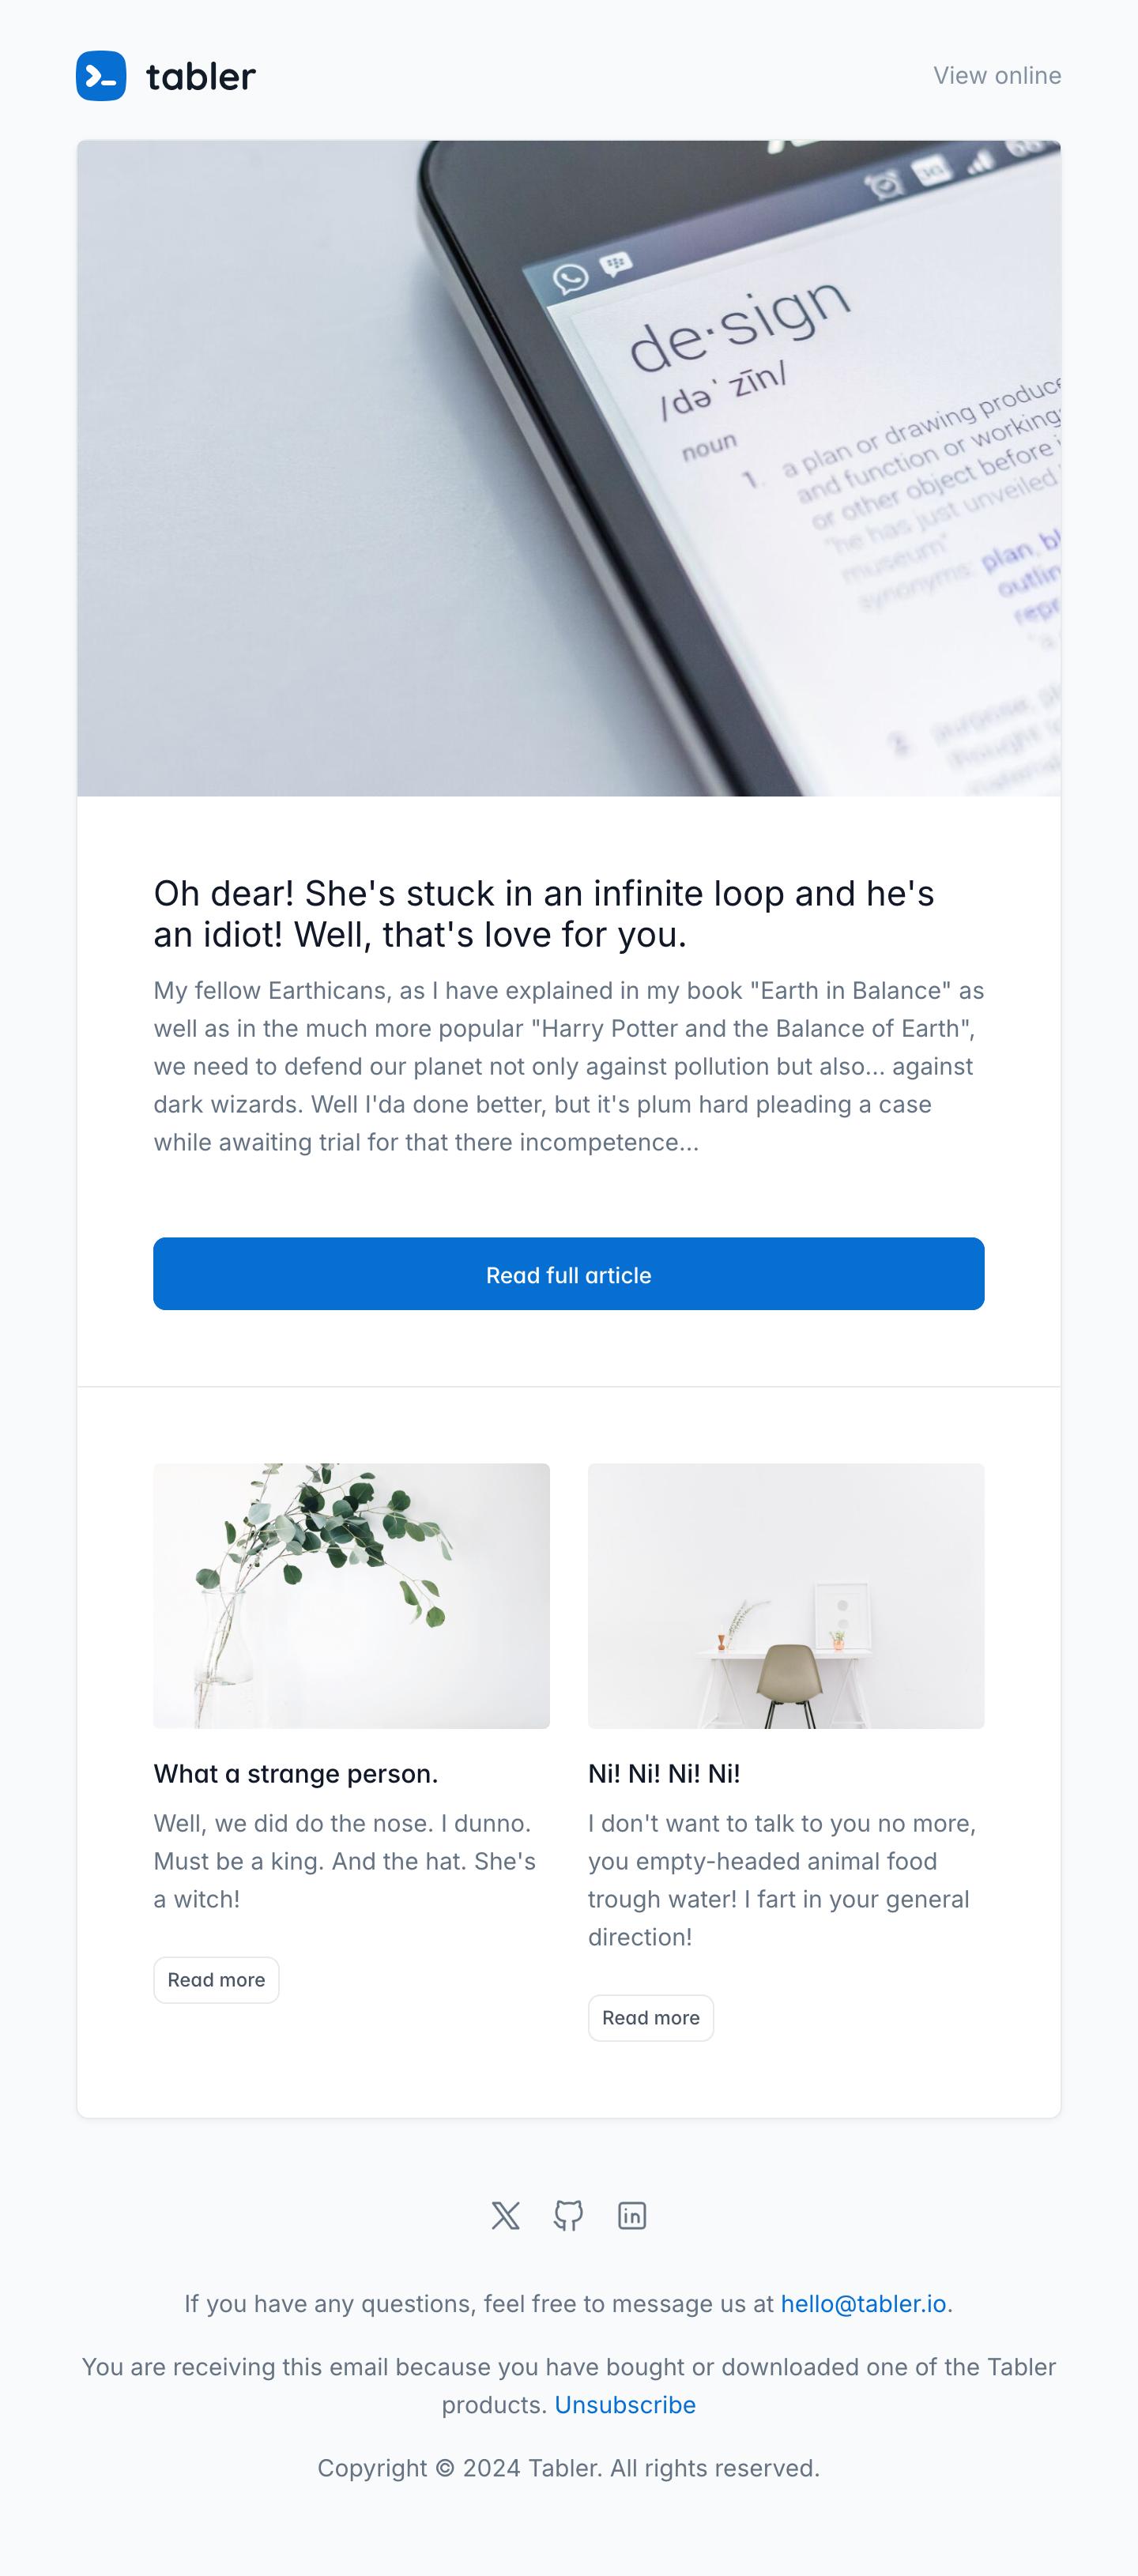 tabler
View online
de·sign
/dəˈ zīn/
noun
1. a plan or drawing
and function or
or other object before
"he has just unveiled
museum"
synonyms: plan,
Oh dear! She's stuck in an infinite loop and he's
an idiot! Well, that's love for you.
My fellow Earthicans, as I have explained in my book "Earth in Balance" as
well as in the much more popular "Harry Potter and the Balance of Earth",
we need to defend our planet not only against pollution but also... against
dark wizards. Well I'da done better, but it's plum hard pleading a case
while awaiting trial for that there incompetence...
Read full article
What a strange person.
Well, we did do the nose. I dunno.
Must be a king. And the hat. She's
a witch!
Read more
Ni! Ni! Ni! Ni!
I don't want to talk to you no more,
you empty-headed animal food
trough water! I fart in your general
direction!
Read more
If you have any questions, feel free to message us at hello@tabler.io.
You are receiving this email because you have bought or downloaded one of the Tabler
products. Unsubscribe
Copyright © 2024 Tabler. All rights reserved.